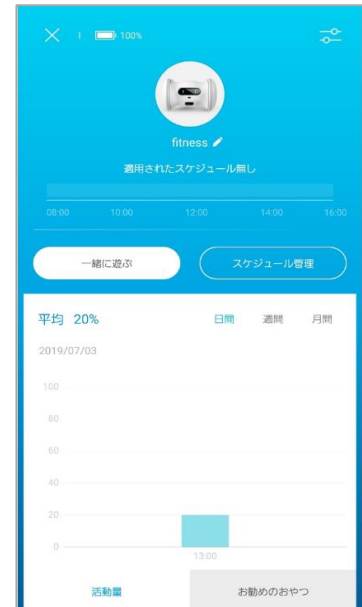 100%
fitness
適用されたスケジュール無し
08:00 10:00 12:00 14:00 16:00
一緒に遊ぶ スケジュール管理
平均 20% 日間 週間 月間
2019/07/03
100
80
60
40
20
0
13:00
活動量 お勧めのおやつ